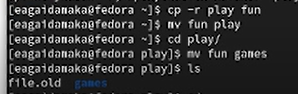 [eagaidamaka@fedora ~]$ cp -r play fun
[eagaidamaka@fedora ~]$ mv fun play
[eagaidamaka@fedora ~]$ cd play/
[eagaidamaka@fedora play]$ mv fun games
[eagaidamaka@fedora play]$ ls
file.old games